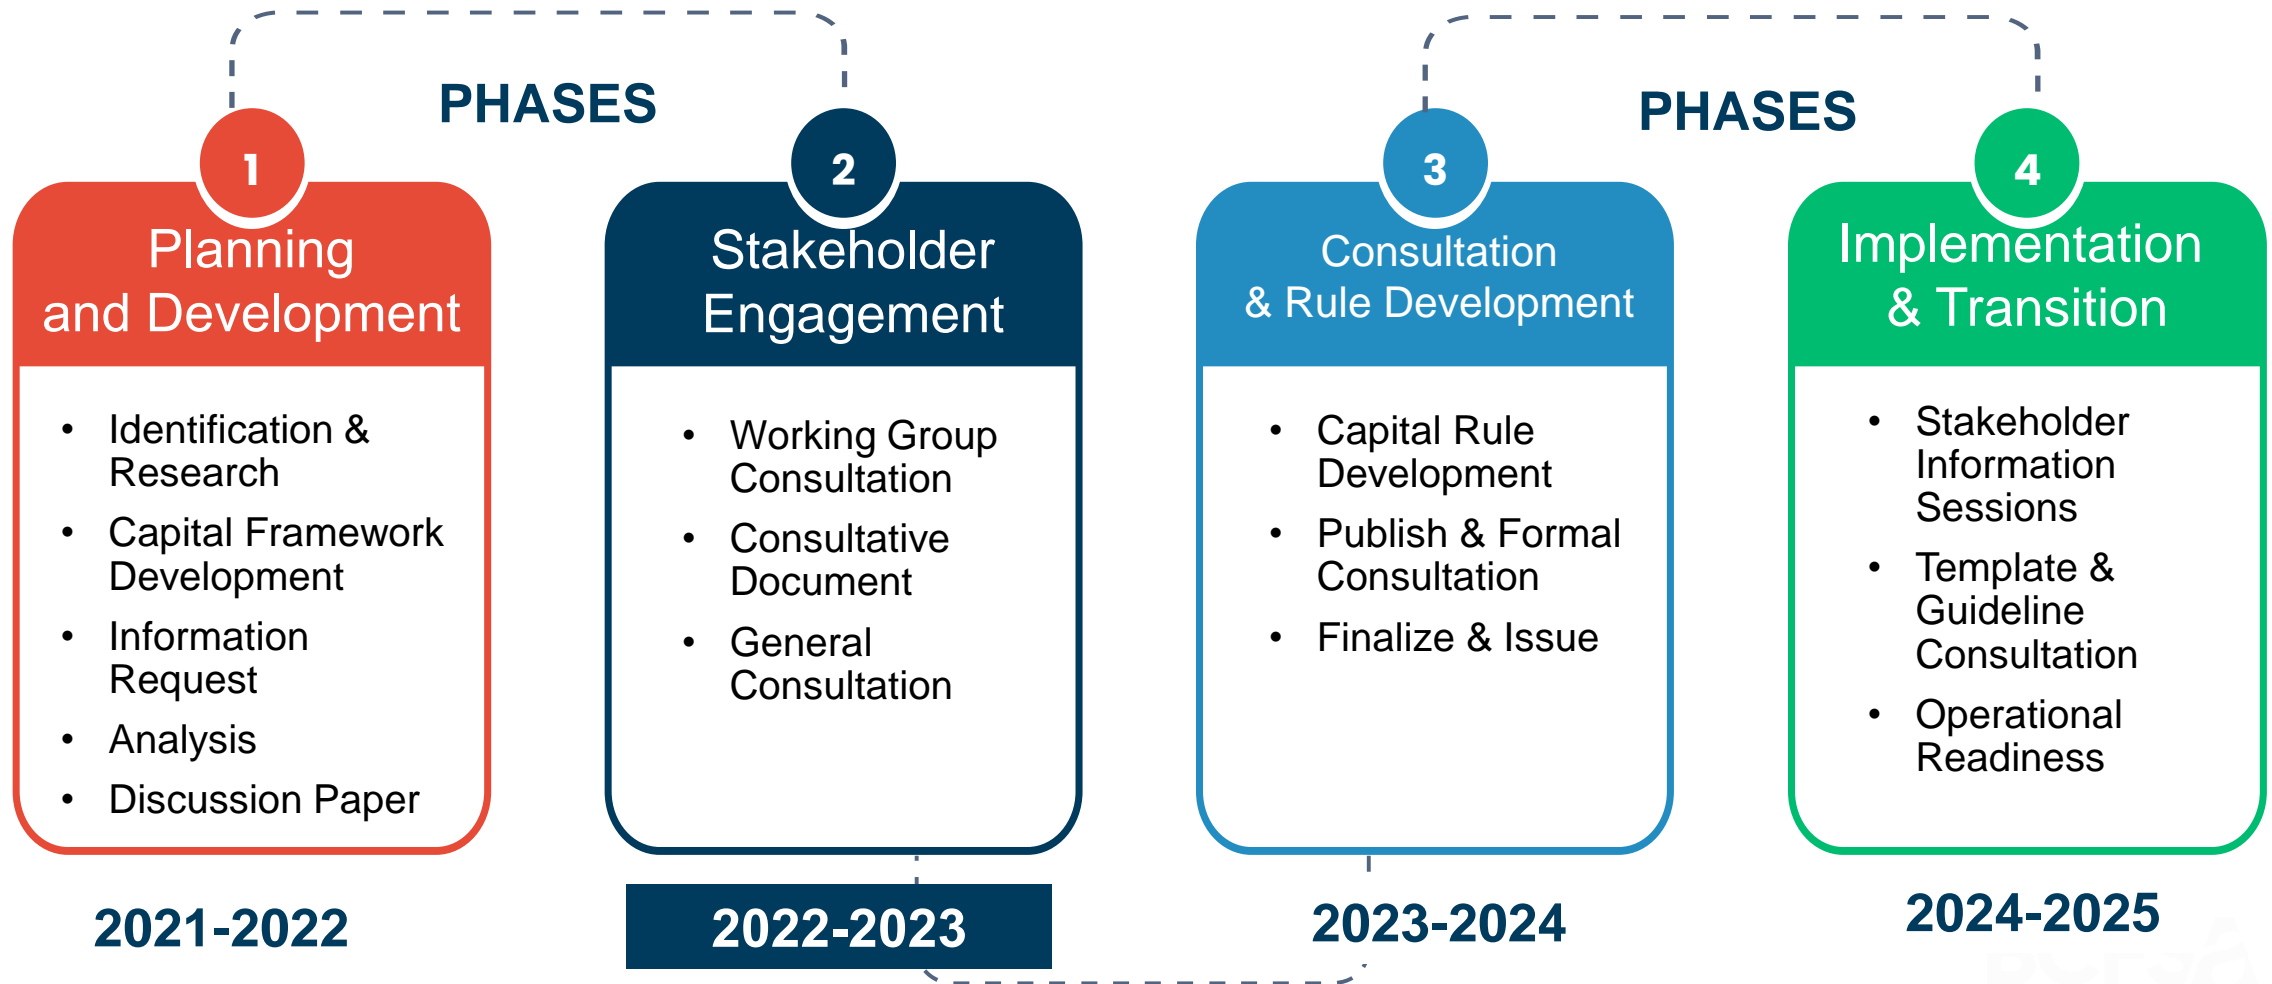 PHASES
PHASES
1
Planning
and Development
• Identification &
Research
• Capital Framework
Development
• Information
Request
• Analysis
• Discussion Paper
2021-2022
2
Stakeholder
Engagement
• Working Group
Consultation
• Consultative
Document
• General
Consultation
2022-2023
3
Consultation
& Rule Development
• Capital Rule
Development
• Publish & Formal
Consultation
• Finalize & Issue
2023-2024
4
Implementation
& Transition
• Stakeholder
Information
Sessions
• Template &
Guideline
Consultation
• Operational
Readiness
2024-2025